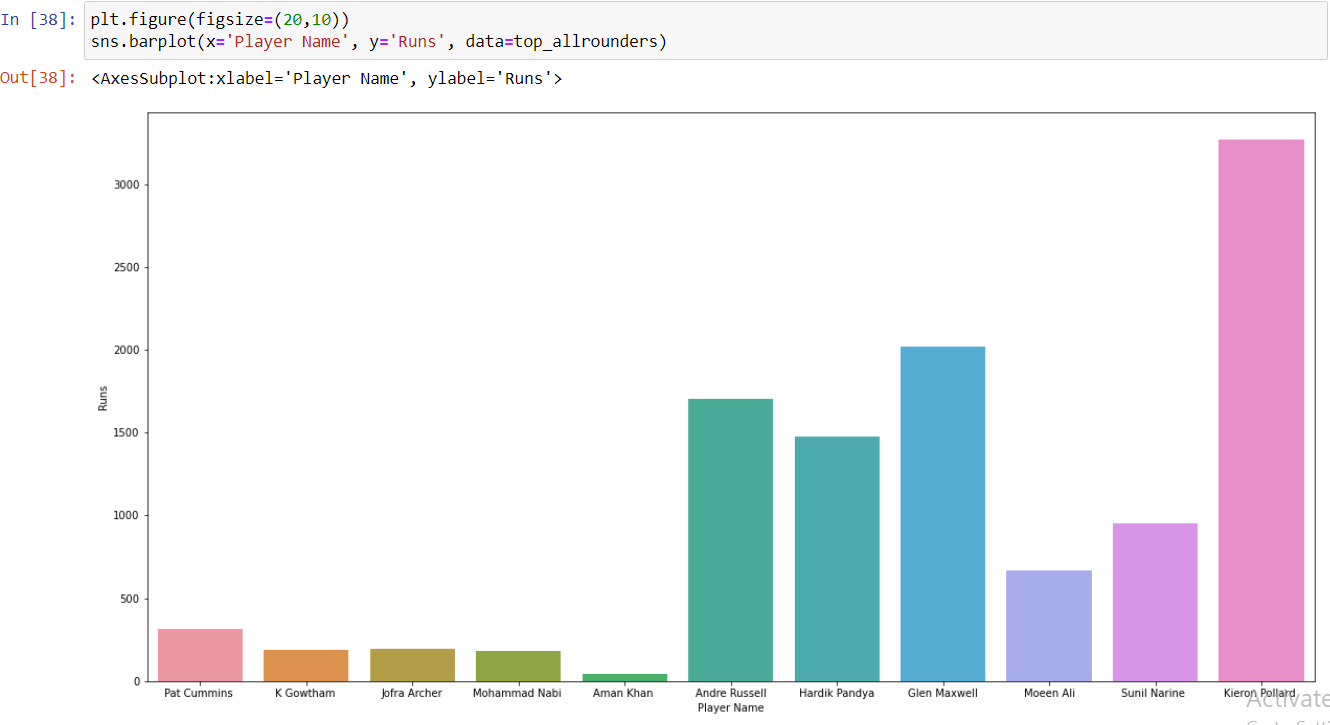 In [38]: plt.figure(figsize=(20,10))
sns.barplot(x='Player Name', y='Runs', data=top_allrounders)
Out[38]: <AxesSubplot:xlabel='Player Name', ylabel='Runs'>
3000
2500
2000
1500
1000
500
0
Runs
Pat Cummins K Gowtham Jofra Archer Mohammad Nabi Aman Khan Andre Russell Hardik Pandya Glen Maxwell Moeen Ali Sunil Narine Kieron Pollard
Player Name
Activate